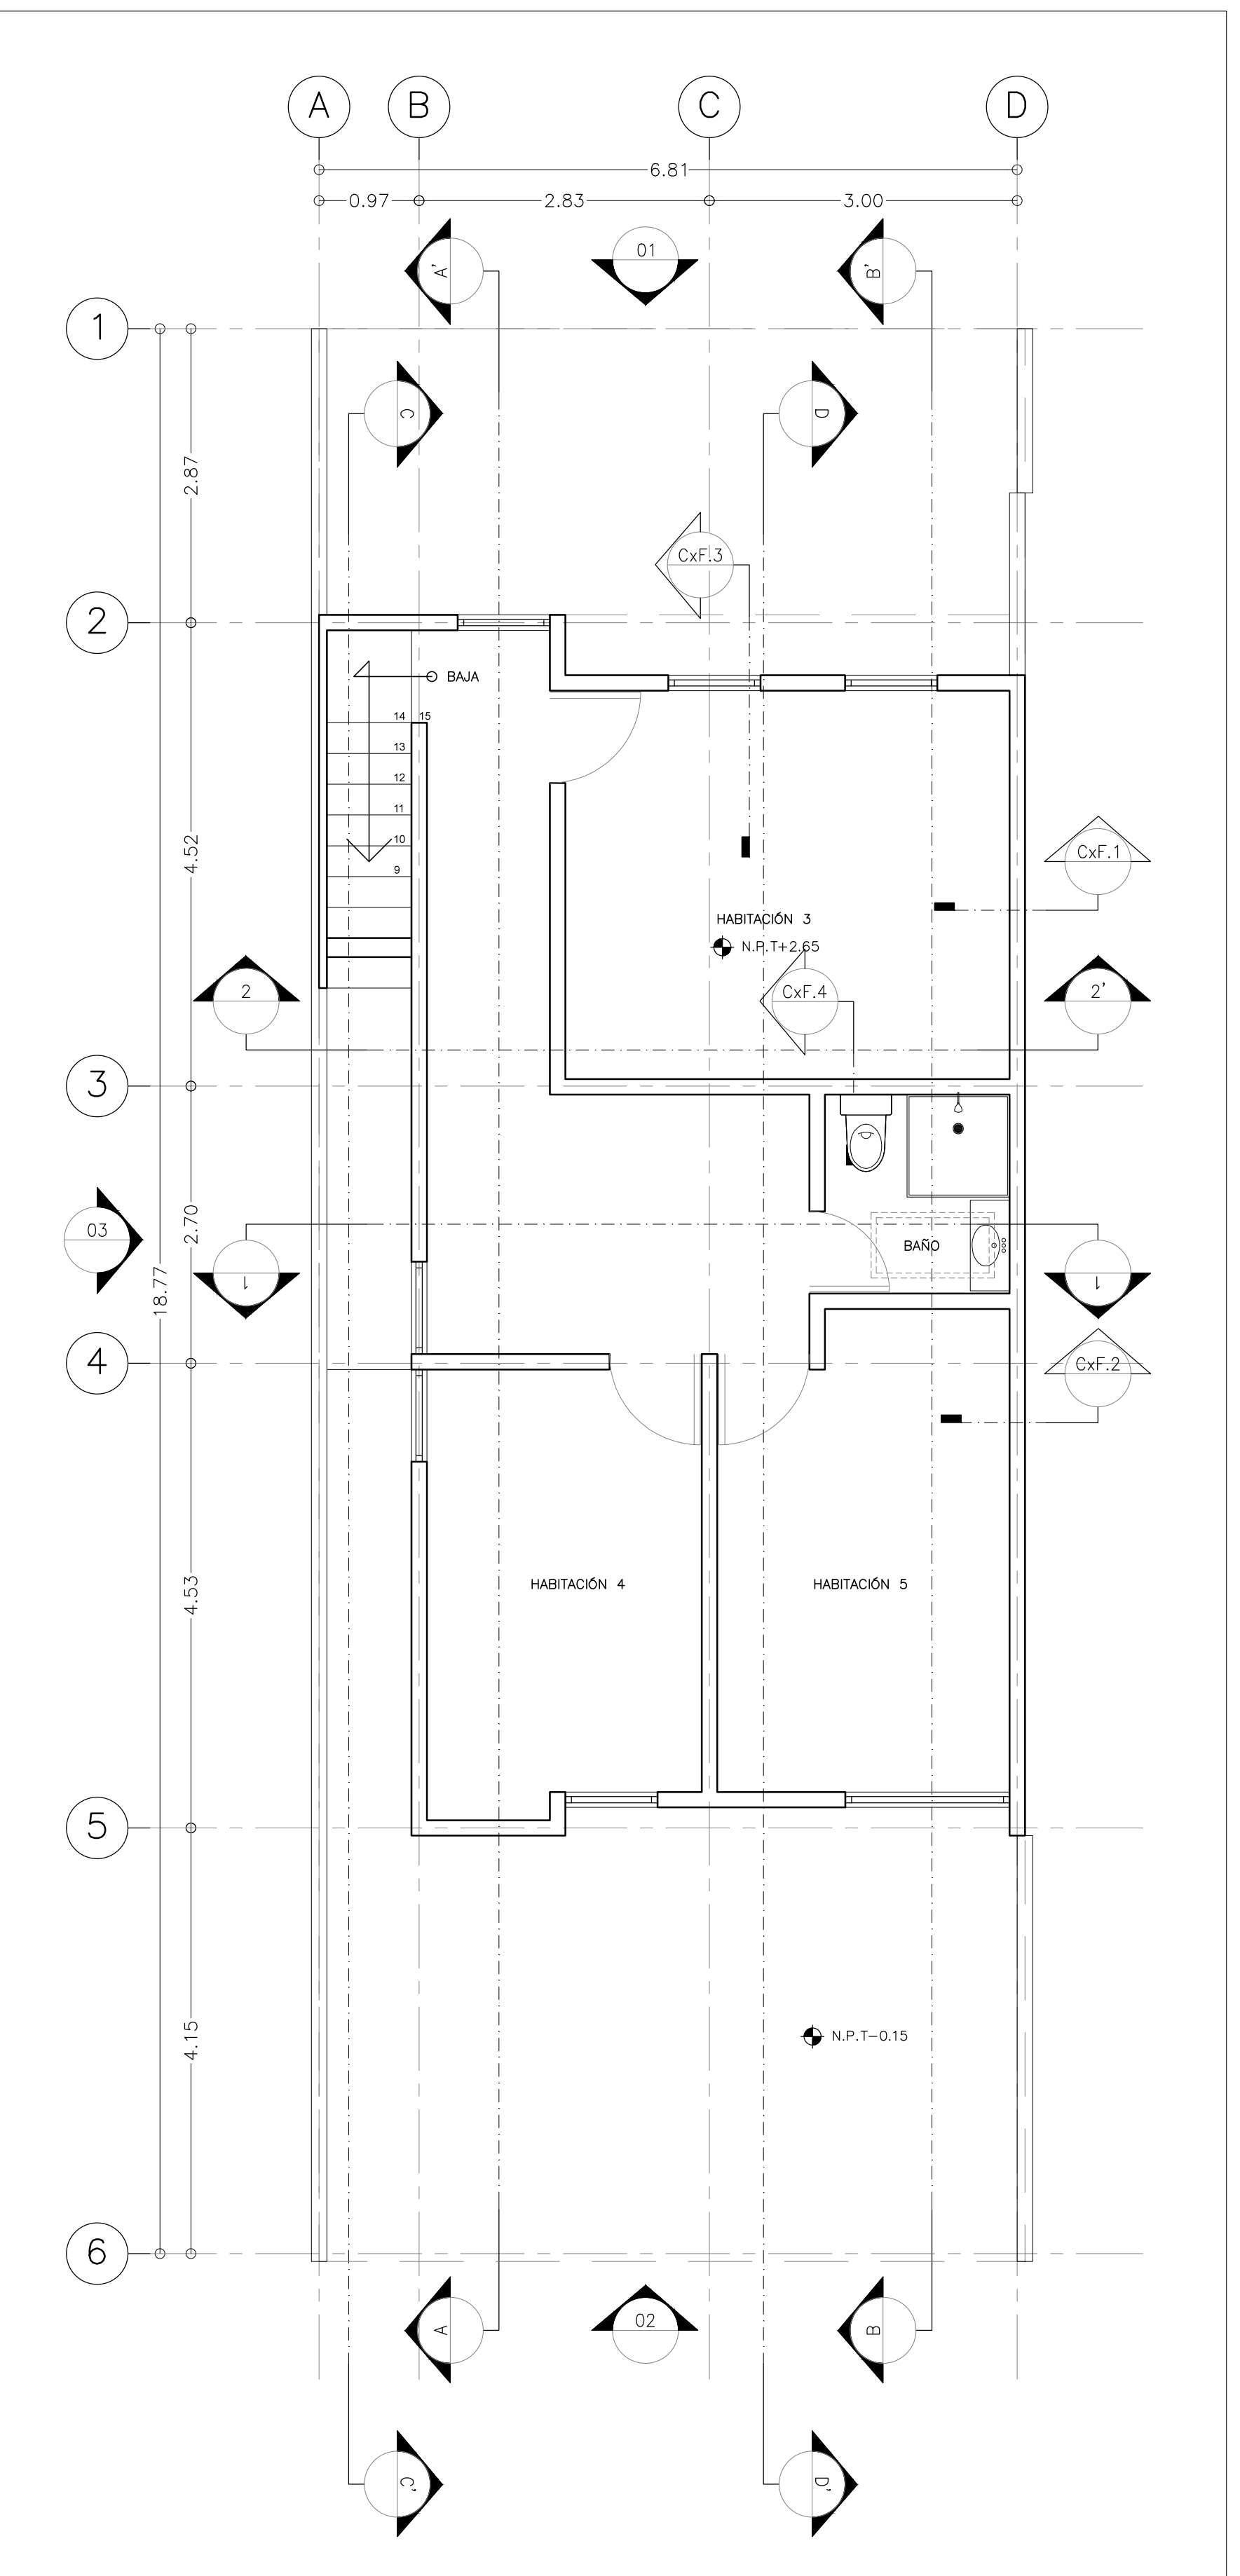 A B C D
6.81
0.97 2.83 3.00
01
A' B'
1
C D
2.87
CxF.3
2
BAJA
14 15
13
12
11
10
9
4.52
CxF.1
HABITACIÓN 3
N.P.T+2.65
2 CxF.4 2'
3
03
2.70
BAÑO
18.77
1 1
4
CxF.2
HABITACIÓN 4 HABITACIÓN 5
4.53
5
4.15
N.P.T-0.15
6
A 02 B
C' D'